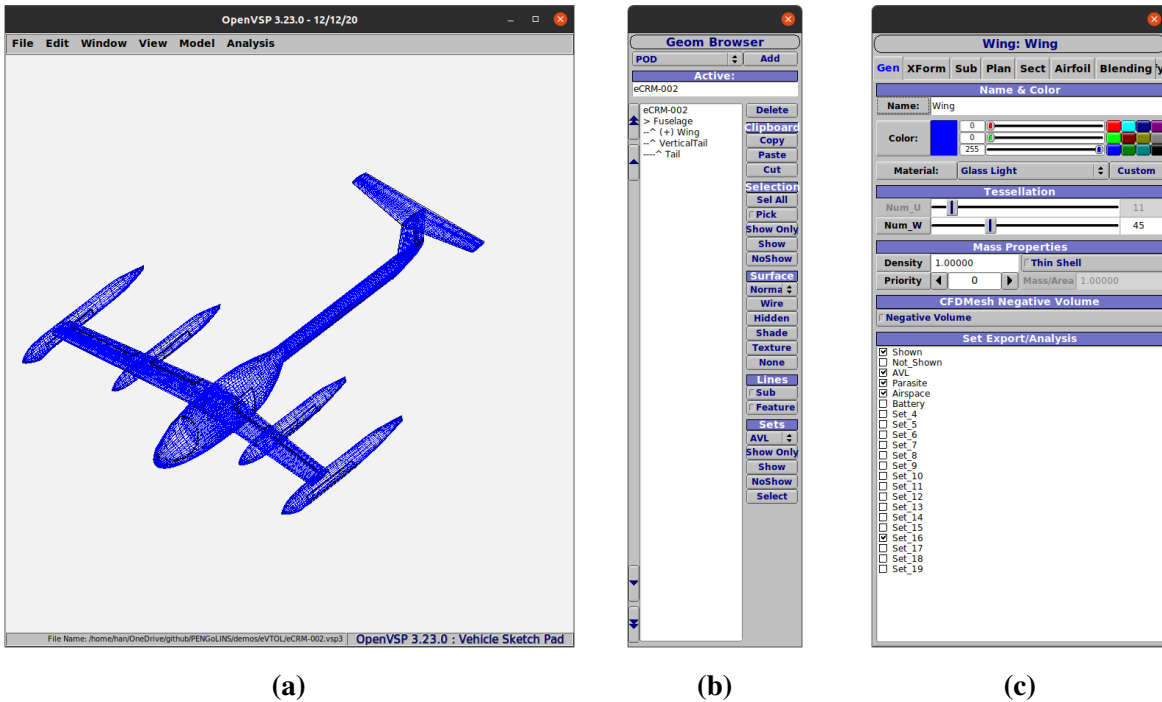 OpenVSP 3.23.0 - 12/12/20
File Edit Window View Model Analysis
File Name: /home/han/OneDrive/github/PENGoLINS/demos/eVTOL/eCRM-002.vsp3 OpenVSP 3.23.0 : Vehicle Sketch Pad
(a)
Geom Browser
POD Add
Active:
eCRM-002
eCRM-002
> Fuselage
--^ (+) Wing
--^ VerticalTail
----^ Tail
Delete
Clipboard
Copy
Paste
Cut
Selection
Sel All
Pick
Show Only
Show
NoShow
Surface
Norma
Wire
Hidden
Shade
Texture
None
Lines
Sub
Feature
Sets
AVL
Show Only
Show
NoShow
Select
(b)
Wing: Wing
Gen XForm Sub Plan Sect Airfoil Blending
Name & Color
Name: Wing
Color:
0
0
255
Material: Glass Light Custom
Tessellation
Num_U 11
Num_W 45
Mass Properties
Density 1.00000 Thin Shell
Priority 0 Mass/Area 1.00000
CFDMesh Negative Volume
Negative Volume
Set Export/Analysis
Shown
Not_Shown
AVL
Parasite
Airspace
Battery
Set_4
Set_5
Set_6
Set_7
Set_8
Set_9
Set_10
Set_11
Set_12
Set_13
Set_14
Set_15
Set_16
Set_17
Set_18
Set_19
(c)